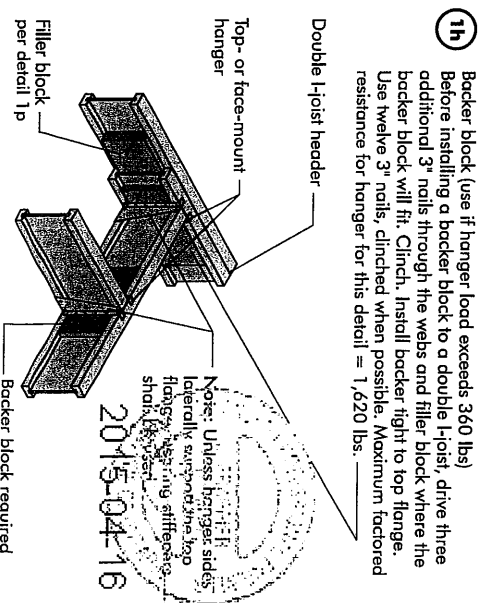 1h
Backer block (use if hanger load exceeds 360 lbs)
Before installing a backer block to a double I-joist, drive three
additional 3" nails through the webs and filler block where the
backer block will fit. Clinch. Install backer tight to top flange.
Use twelve 3" nails, clinched when possible. Maximum factored
resistance for hanger for this detail = 1,620 lbs.
Double I-joist header
Top- or face-mount
hanger
Filler block
per detail 1p
Note: Unless hanger sides
laterally support the top
flange, bearing stiffeners
shall be used.
2015-04-16
Backer block required